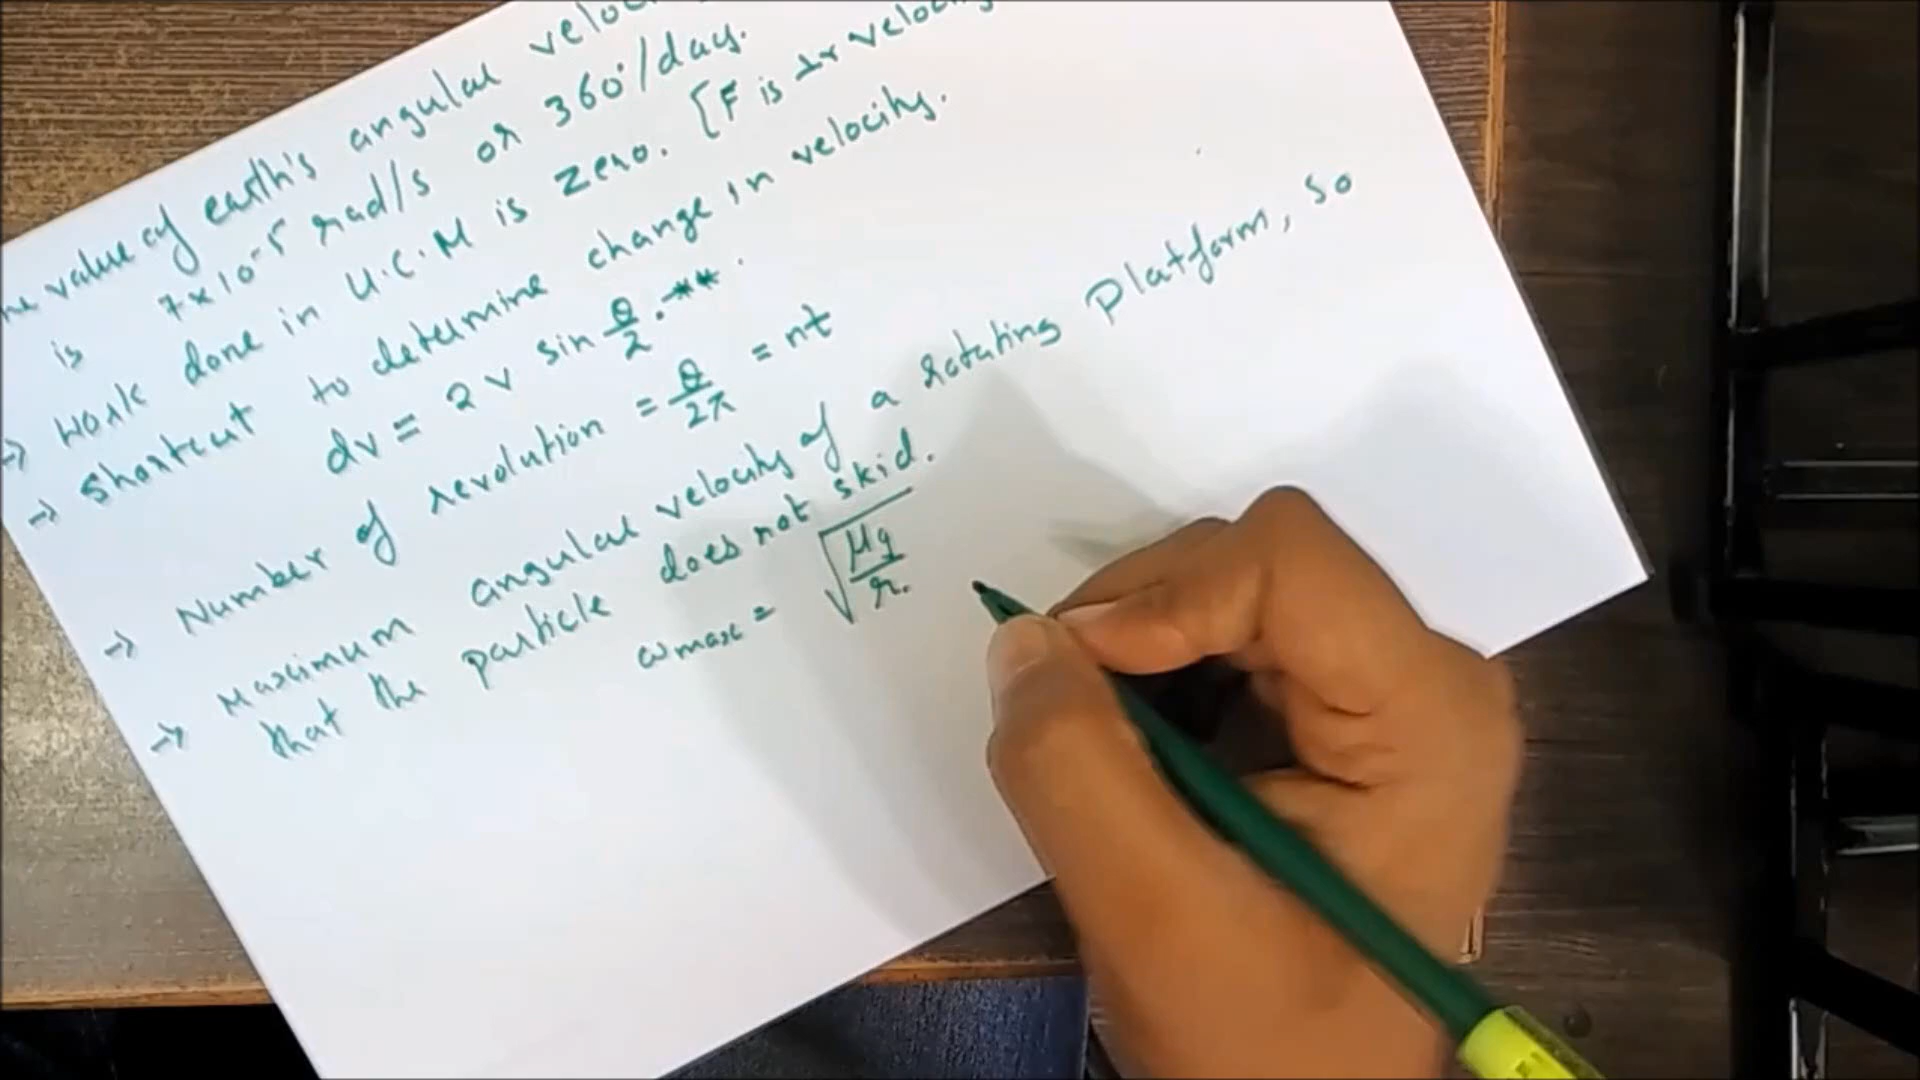 value of earth's angular
is 7×10⁻⁵ rad/s or 360°/day.
→ Work done in U.C.M is zero. [F is ⊥r velocity
→ Shortcut to determine change in velocity.
dv = 2v sin θ/2 . **.
→ Number of revolution = θ/2π = nt
→ Maximum angular velocity of a rotating Platform, so
that the particle does not skid.
ωmax = √(μg/r.)